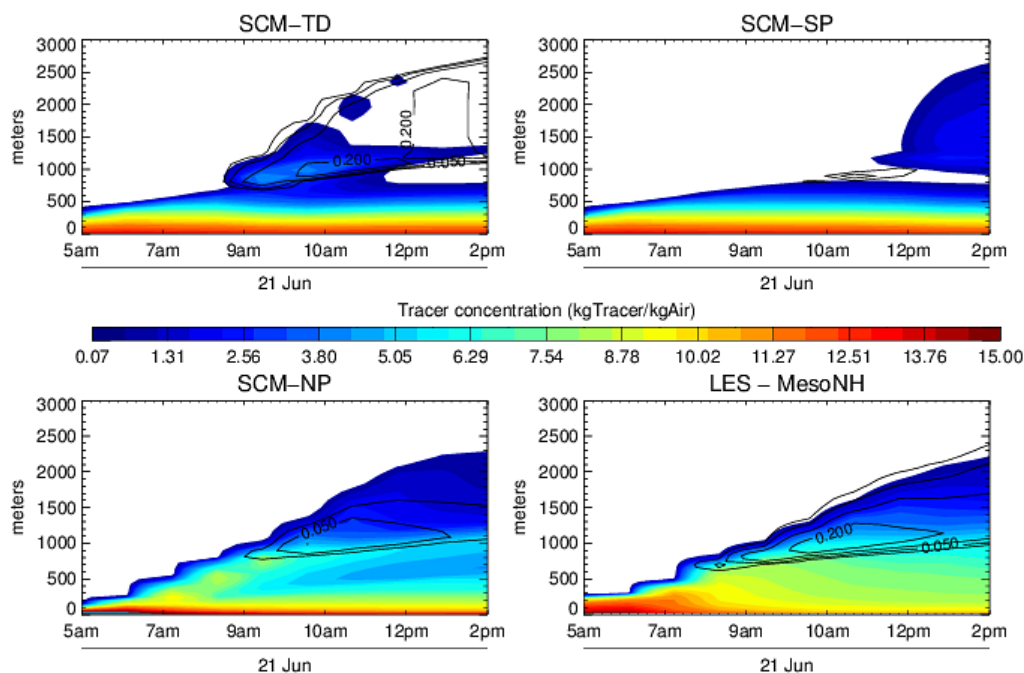 SCM−TD
SCM−SP
3000
2500
2000
1500
1000
500
0
meters
0.200
0.200
0.050
5am 7am 9am 10am 12pm 2pm
21 Jun
3000
2500
2000
1500
1000
500
0
meters
5am 7am 9am 10am 12pm 2pm
21 Jun
Tracer concentration (kgTracer/kgAir)
0.07 1.31 2.56 3.80 5.05 6.29 7.54 8.78 10.02 11.27 12.51 13.76 15.00
SCM−NP
LES − MesoNH
3000
2500
2000
1500
1000
500
0
meters
0.050
5am 7am 9am 10am 12pm 2pm
21 Jun
3000
2500
2000
1500
1000
500
0
meters
0.200
0.050
5am 7am 9am 10am 12pm 2pm
21 Jun